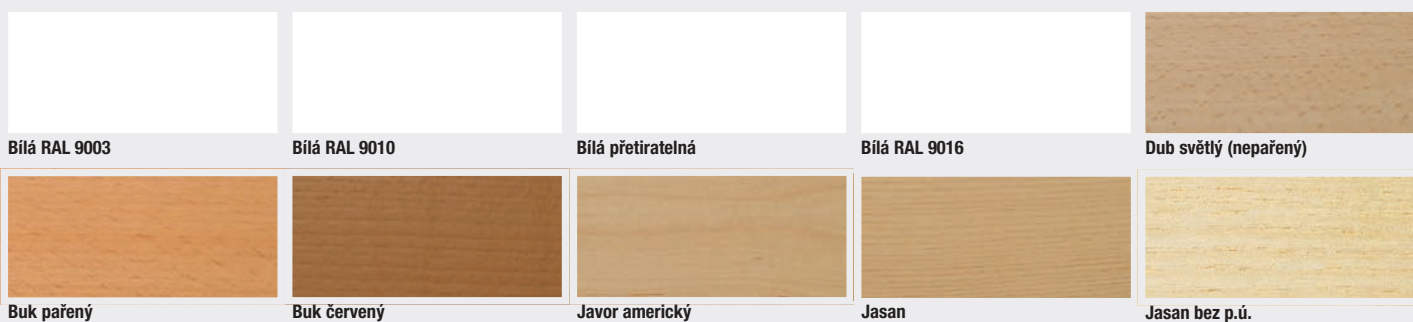 Bílá RAL 9003
Bílá RAL 9010
Bílá přetiratelná
Bílá RAL 9016
Dub světlý (nepařený)
Buk pařený
Buk červený
Javor americký
Jasan
Jasan bez p.ú.